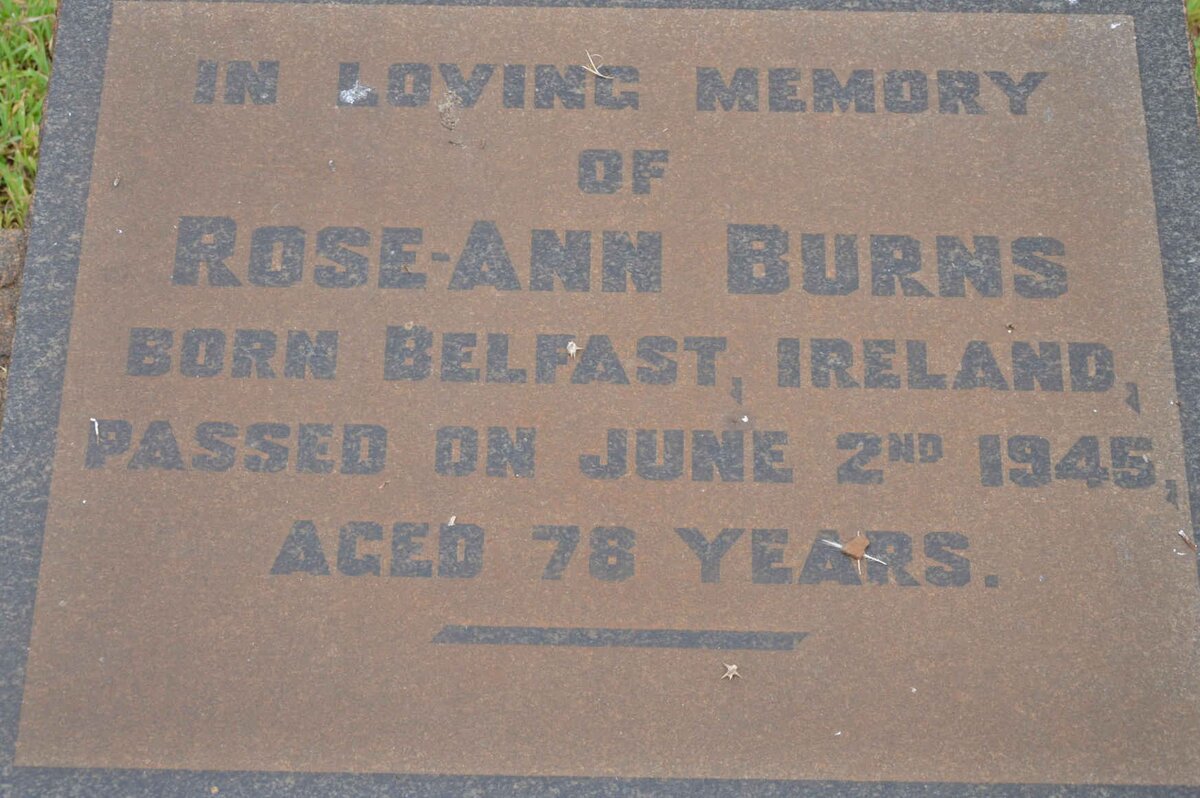 IN LOVING MEMORY
OF
ROSE-ANN BURNS
BORN BELFAST, IRELAND,
PASSED ON JUNE 2ND 1945,
AGED 78 YEARS.